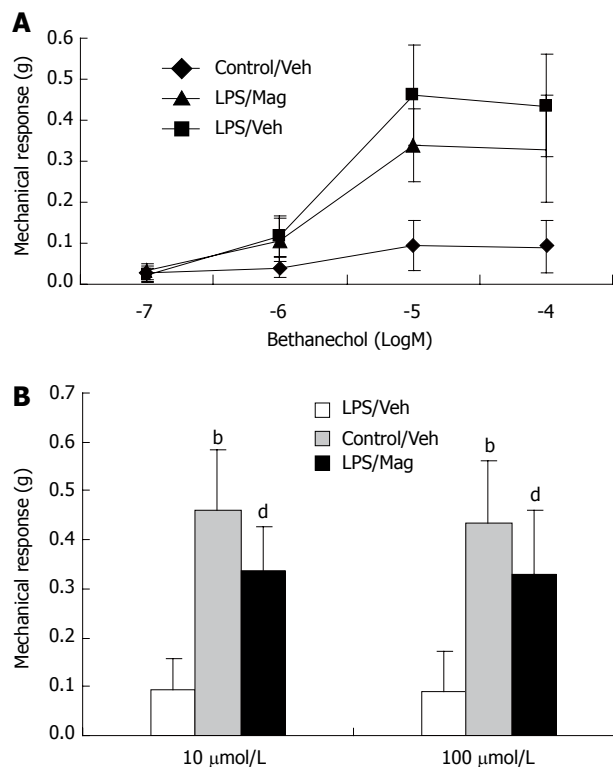 A
Mechanical response (g)
0.6
0.5
0.4
0.3
0.2
0.1
0.0
Control/Veh
LPS/Mag
LPS/Veh
-7 -6 -5 -4
Bethanechol (LogM)
B
Mechanical response (g)
0.7
0.6
0.5
0.4
0.3
0.2
0.1
0.0
LPS/Veh
Control/Veh
LPS/Mag
b b
d d
10 μmol/L 100 μmol/L